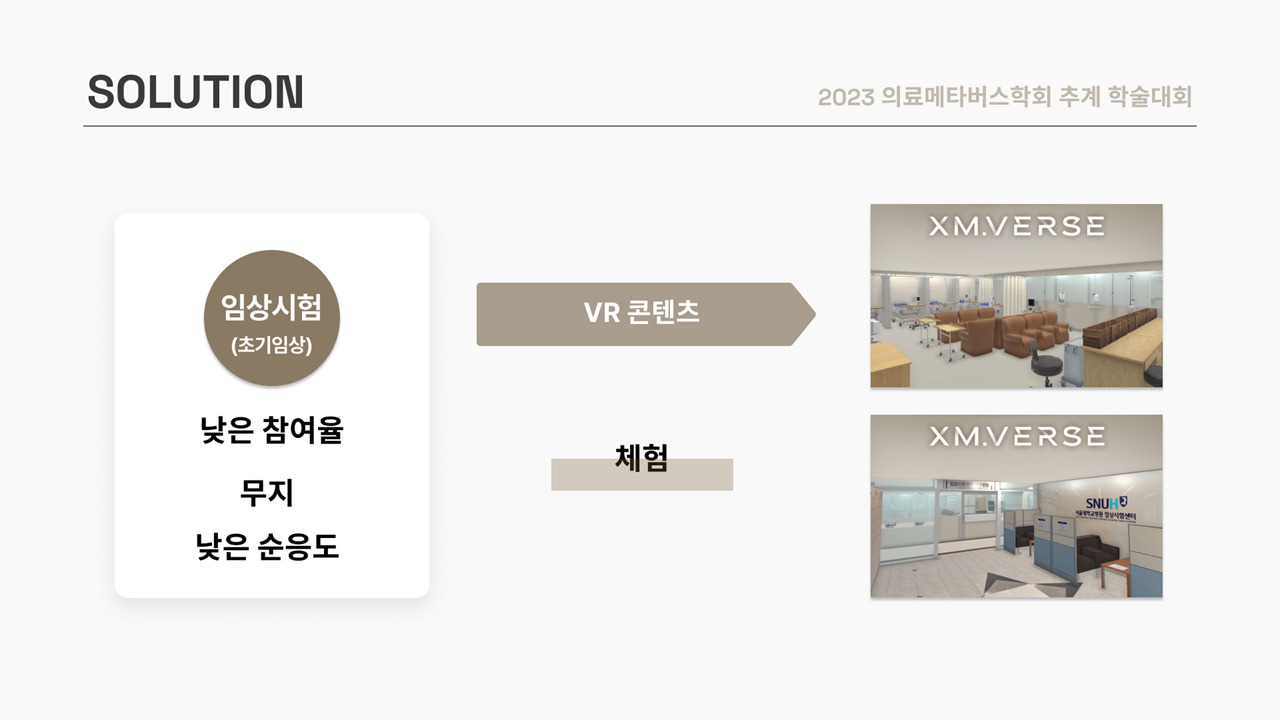 SOLUTION
2023 의료메타버스학회 추계 학술대회
임상시험
(초기임상)
낮은 참여율
무지
낮은 순응도
VR 콘텐츠
체험
XM.VERSE
XM.VERSE
SNUH
서울대학교병원 임상시험센터